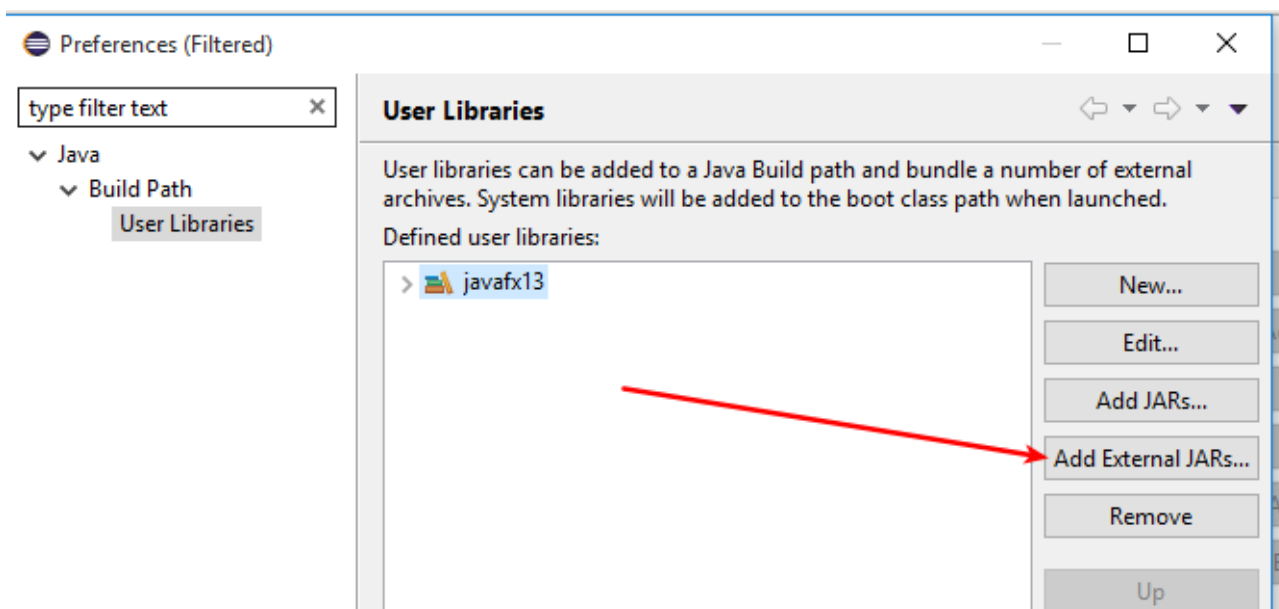 Preferences (Filtered)
type filter text
Java
Build Path
User Libraries
User Libraries
User libraries can be added to a Java Build path and bundle a number of external
archives. System libraries will be added to the boot class path when launched.
Defined user libraries:
javafx13
New...
Edit...
Add JARs...
Add External JARs...
Remove
Up